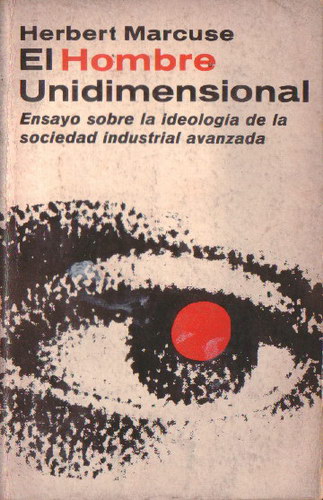 Herbert Marcuse
El Hombre
Unidimensional
Ensayo sobre la ideología de la
sociedad industrial avanzada